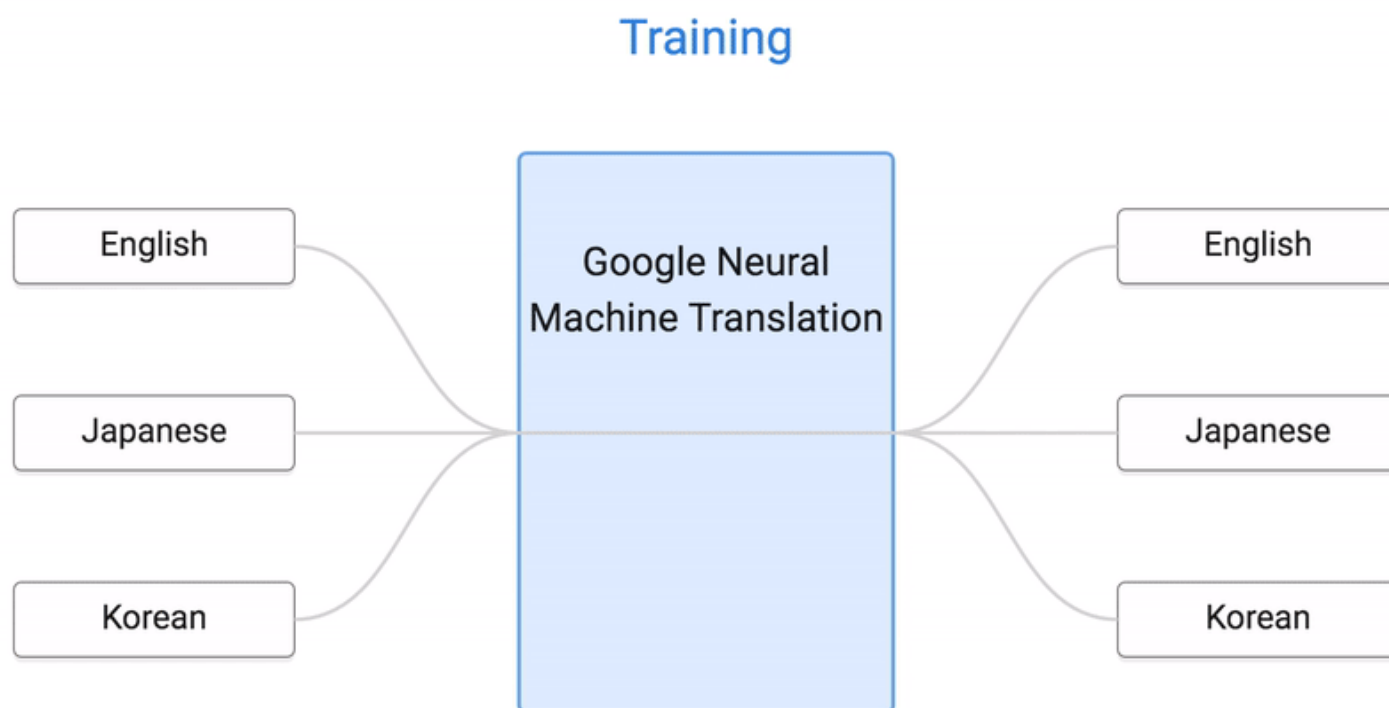 Training
English
Japanese
Korean
Google Neural
Machine Translation
English
Japanese
Korean